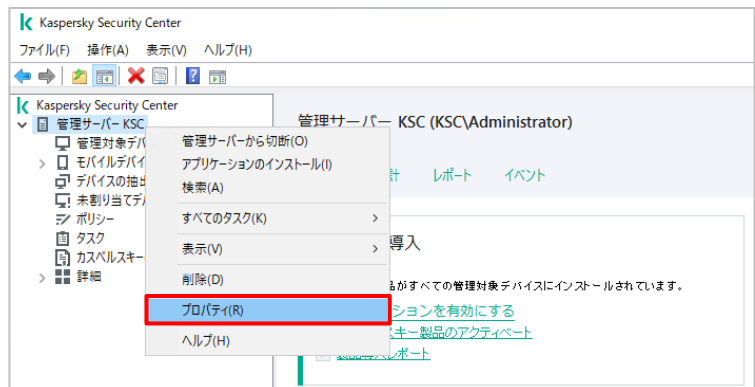 Kaspersky Security Center
ファイル(F) 操作(A) 表示(V) ヘルプ(H)
Kaspersky Security Center
管理サーバー KSC
管理対象デバ
モバイルデバイ
デバイスの抽出
未割り当てデバ
ポリシー
タスク
カスペルスキー
詳細
管理サーバーから切断(O)
アプリケーションのインストール(I)
検索(A)
すべてのタスク(K)
表示(V)
削除(D)
プロパティ(R)
ヘルプ(H)
管理サーバー KSC (KSC\Administrator)
計 レポート イベント
導入
品がすべての管理対象デバイスにインストールされています。
ションを有効にする
スキー製品のアクティベート
製品導入レポート